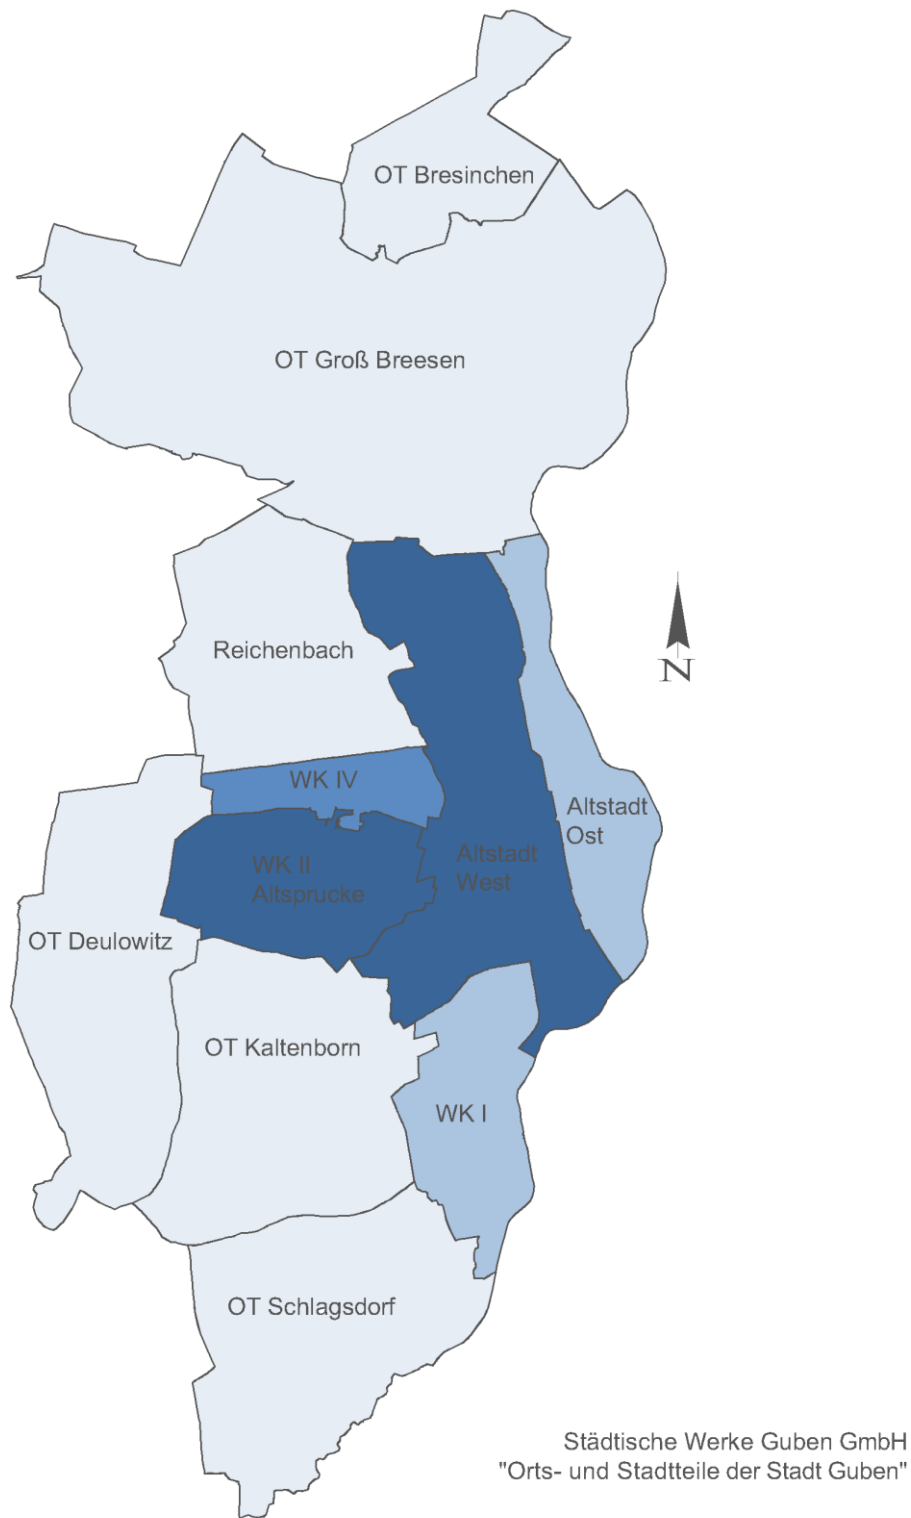 OT Bresinchen
OT Groß Breesen
Reichenbach
N
WK IV
Altstadt
Ost
WK II
Altsprucke
Altstadt
West
OT Deulowitz
OT Kaltenborn
WK I
OT Schlagsdorf
Städtische Werke Guben GmbH
"Orts- und Stadtteile der Stadt Guben"